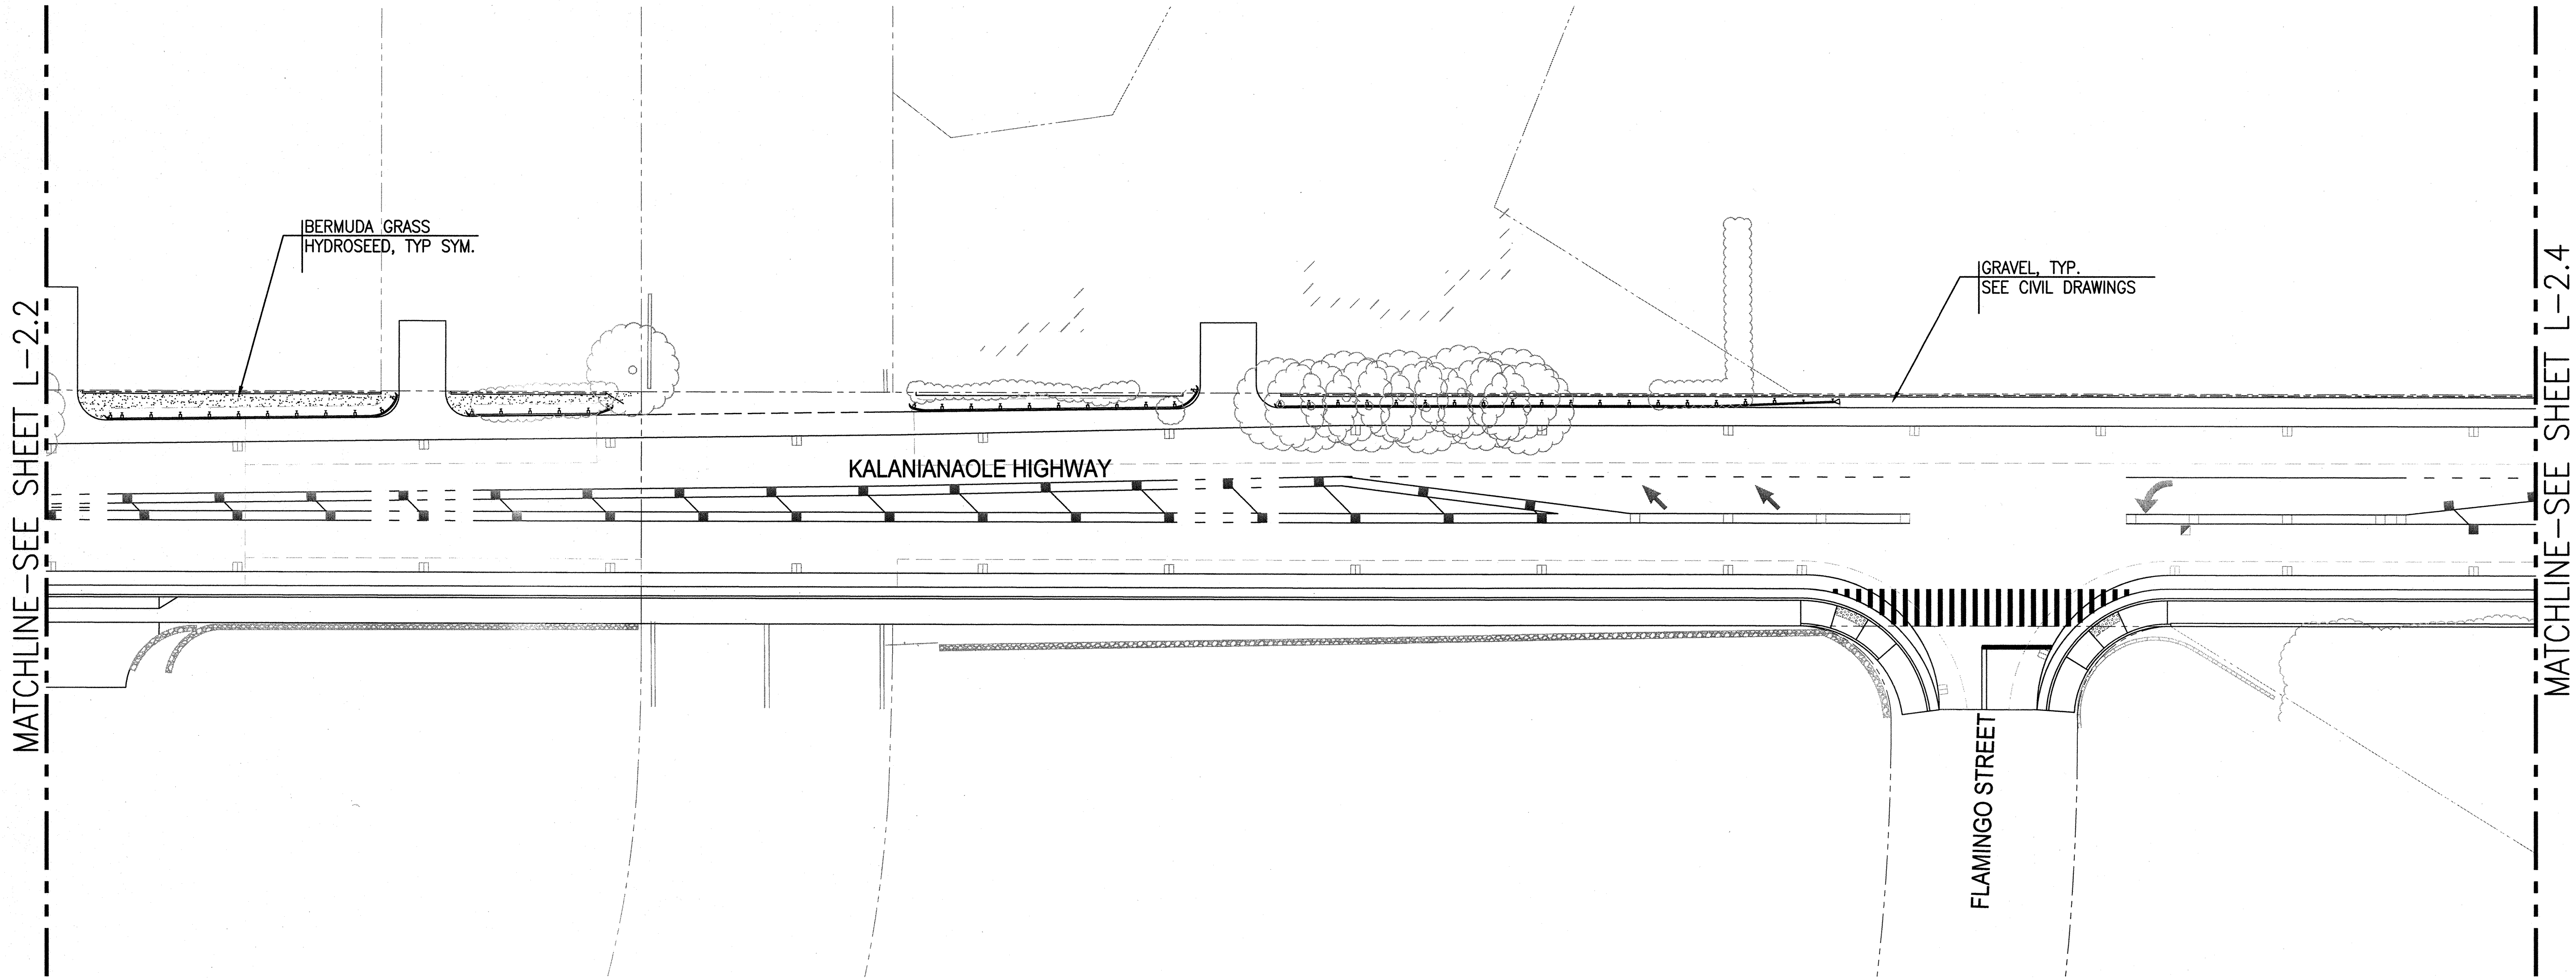 MATCHLINE-SEE SHEET L-2.2
BERMUDA GRASS
HYDROSEED, TYP SYM.
KALANIANAOLE HIGHWAY
GRAVEL, TYP.
SEE CIVIL DRAWINGS
FLAMINGO STREET
MATCHLINE-SEE SHEET L-2.4